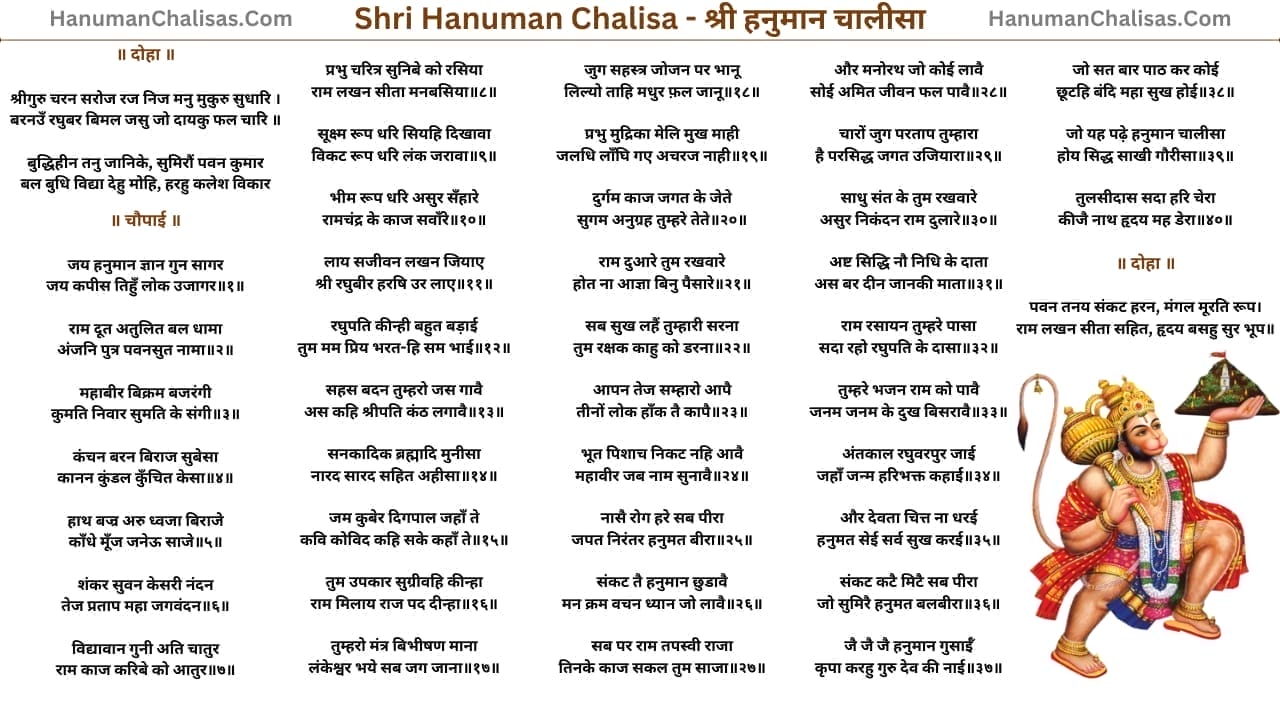 HanumanChalisas.Com
Shri Hanuman Chalisa - श्री हनुमान चालीसा
HanumanChalisas.Com
॥ दोहा ॥
श्रीगुरु चरन सरोज रज निज मनु मुकुरु सुधारि ।
बरनउँ रघुबर बिमल जसु जो दायकु फल चारि ॥
बुद्धिहीन तनु जानिके, सुमिरौं पवन कुमार
बल बुधि विद्या देहु मोहि, हरहु कलेश विकार
॥ चौपाई ॥
जय हनुमान ज्ञान गुन सागर
जय कपीस तिहुँ लोक उजागर॥१॥
राम दूत अतुलित बल धामा
अंजनि पुत्र पवनसुत नामा॥२॥
महाबीर बिक्रम बजरंगी
कुमति निवार सुमति के संगी॥३॥
कंचन बरन बिराज सुबेसा
कानन कुंडल कुँचित केसा॥४॥
हाथ बज्र अरु ध्वजा बिराजे
काँधे मूँज जनेऊ साजे॥५॥
शंकर सुवन केसरी नंदन
तेज प्रताप महा जगवंदन॥६॥
विद्यावान गुनी अति चातुर
राम काज करिबे को आतुर॥७॥
प्रभु चरित्र सुनिबे को रसिया
राम लखन सीता मनबसिया॥८॥
सूक्ष्म रूप धरि सियहि दिखावा
विकट रूप धरि लंक जरावा॥९॥
भीम रूप धरि असुर सँहारे
रामचंद्र के काज सवाँरे॥१०॥
लाय सजीवन लखन जियाए
श्री रघुबीर हरषि उर लाए॥११॥
रघुपति कीन्ही बहुत बड़ाई
तुम मम प्रिय भरत-हि सम भाई॥१२॥
सहस बदन तुम्हरो जस गावै
अस कहि श्रीपति कंठ लगावै॥१३॥
सनकादिक ब्रह्मादि मुनीसा
नारद सारद सहित अहीसा॥१४॥
जम कुबेर दिगपाल जहाँ ते
कवि कोविद कहि सके कहाँ ते॥१५॥
तुम उपकार सुग्रीवहि कीन्हा
राम मिलाय राज पद दीन्हा॥१६॥
तुम्हरो मंत्र बिभीषण माना
लंकेश्वर भये सब जग जाना॥१७॥
जुग सहस्त्र जोजन पर भानू
लिल्यो ताहि मधुर फ़ल जानू॥१८॥
प्रभु मुद्रिका मेलि मुख माही
जलधि लाँघि गए अचरज नाही॥१९॥
दुर्गम काज जगत के जेते
सुगम अनुग्रह तुम्हरे तेते॥२०॥
राम दुआरे तुम रखवारे
होत ना आज्ञा बिनु पैसारे॥२१॥
सब सुख लहैं तुम्हारी सरना
तुम रक्षक काहु को डरना॥२२॥
आपन तेज सम्हारो आपै
तीनों लोक हाँक तै कापै॥२३॥
भूत पिशाच निकट नहि आवै
महावीर जब नाम सुनावै॥२४॥
नासै रोग हरे सब पीरा
जपत निरंतर हनुमत बीरा॥२५॥
संकट तै हनुमान छुडावै
मन क्रम वचन ध्यान जो लावै॥२६॥
सब पर राम तपस्वी राजा
तिनके काज सकल तुम साजा॥२७॥
और मनोरथ जो कोई लावै
सोई अमित जीवन फल पावै॥२८॥
चारों जुग परताप तुम्हारा
है परसिद्ध जगत उजियारा॥२९॥
साधु संत के तुम रखवारे
असुर निकंदन राम दुलारे॥३०॥
अष्ट सिद्धि नौ निधि के दाता
अस बर दीन जानकी माता॥३१॥
राम रसायन तुम्हरे पासा
सदा रहो रघुपति के दासा॥३२॥
तुम्हरे भजन राम को पावै
जनम जनम के दुख बिसरावै॥३३॥
अंतकाल रघुवरपुर जाई
जहाँ जन्म हरिभक्त कहाई॥३४॥
और देवता चित्त ना धरई
हनुमत सेई सर्व सुख करई॥३५॥
संकट कटै मिटै सब पीरा
जो सुमिरै हनुमत बलबीरा॥३६॥
जै जै जै हनुमान गुसाईँ
कृपा करहु गुरु देव की नाई॥३७॥
जो सत बार पाठ कर कोई
छूटहि बंदि महा सुख होई॥३८॥
जो यह पढ़े हनुमान चालीसा
होय सिद्ध साखी गौरीसा॥३९॥
तुलसीदास सदा हरि चेरा
कीजै नाथ हृदय मह डेरा॥४०॥
॥ दोहा ॥
पवन तनय संकट हरन, मंगल मूरति रूप।
राम लखन सीता सहित, हृदय बसहु सुर भूप॥